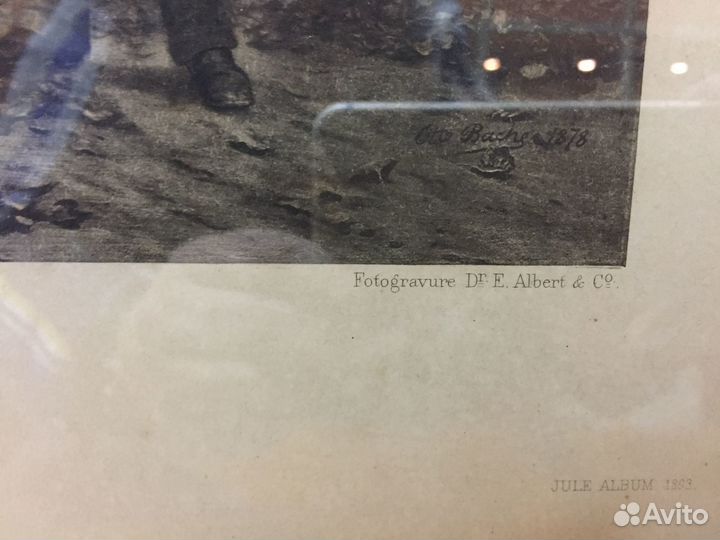 Otto Bache 1878
Fotogravure Dr. E. Albert & Co.
JULE ALBUM 1883.
Avito